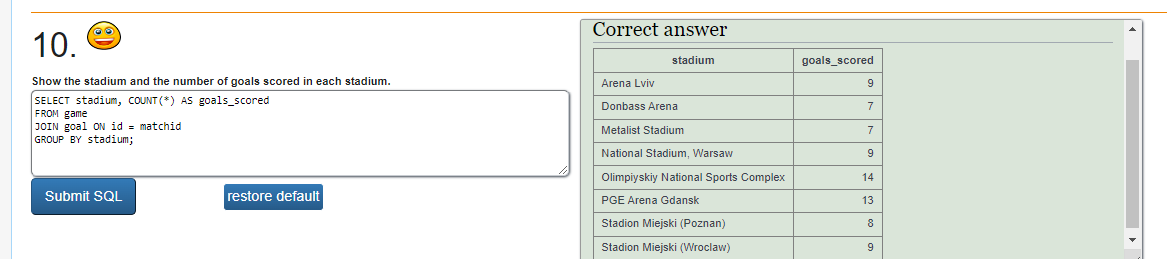 10.
Show the stadium and the number of goals scored in each stadium.
SELECT stadium, COUNT(*) AS goals_scored
FROM game
JOIN goal ON id = matchid
GROUP BY stadium;
Submit SQL
restore default
Correct answer
stadium goals_scored
Arena Lviv 9
Donbass Arena 7
Metalist Stadium 7
National Stadium, Warsaw 9
Olimpiyskiy National Sports Complex 14
PGE Arena Gdansk 13
Stadion Miejski (Poznan) 8
Stadion Miejski (Wroclaw) 9